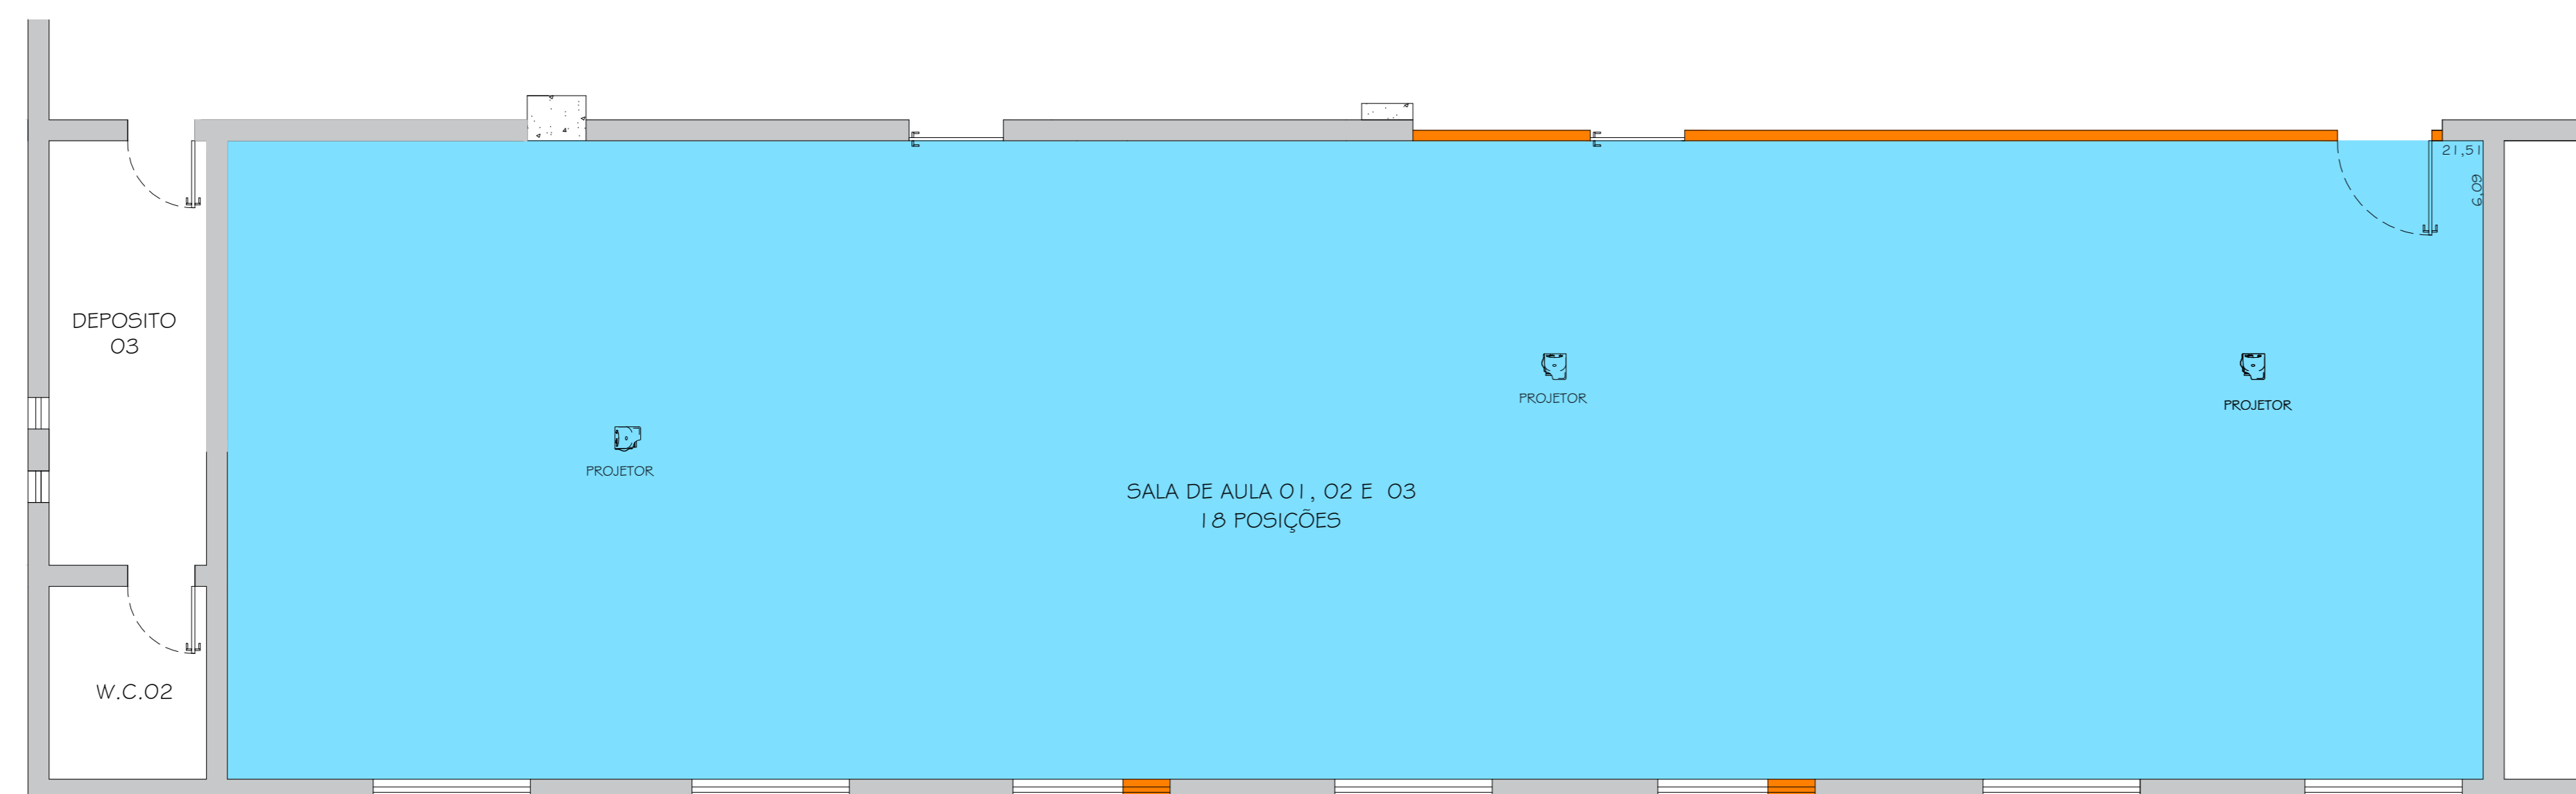 21,51
6,09
DEPOSITO
03
PROJETOR
PROJETOR
PROJETOR
SALA DE AULA 01, 02 E 03
18 POSIÇÕES
W.C.02